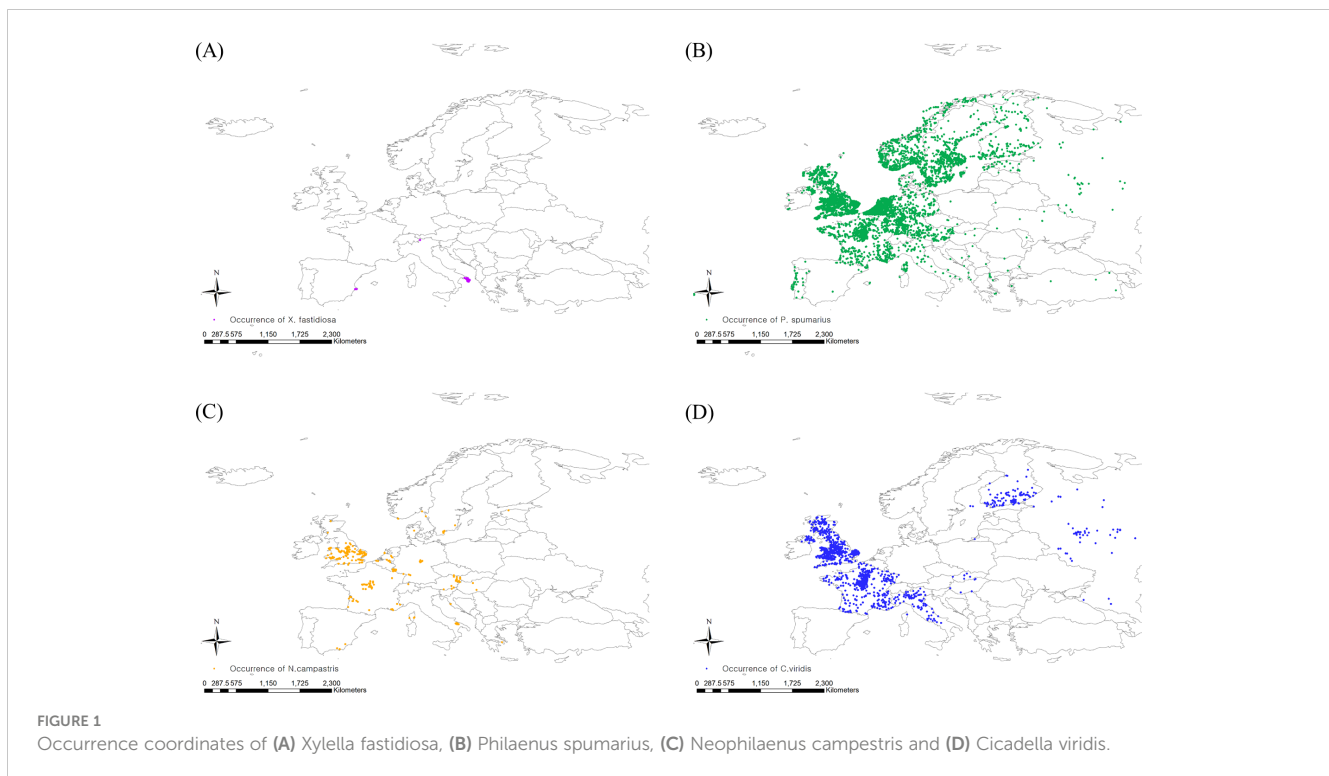 (A)
N
Occurrence of X. fastidiosa
0 287.5 575 1,150 1,725 2,300
Kilometers
(B)
N
Occurrence of P. spumarius
0 287.5 575 1,150 1,725 2,300
Kilometers
(C)
N
Occurrence of N.campastris
0 287.5 575 1,150 1,725 2,300
Kilometers
(D)
N
Occurrence of C.viridis
0 287.5 575 1,150 1,725 2,300
Kilometers
FIGURE 1
Occurrence coordinates of (A) Xylella fastidiosa, (B) Philaenus spumarius, (C) Neophilaenus campestris and (D) Cicadella viridis.